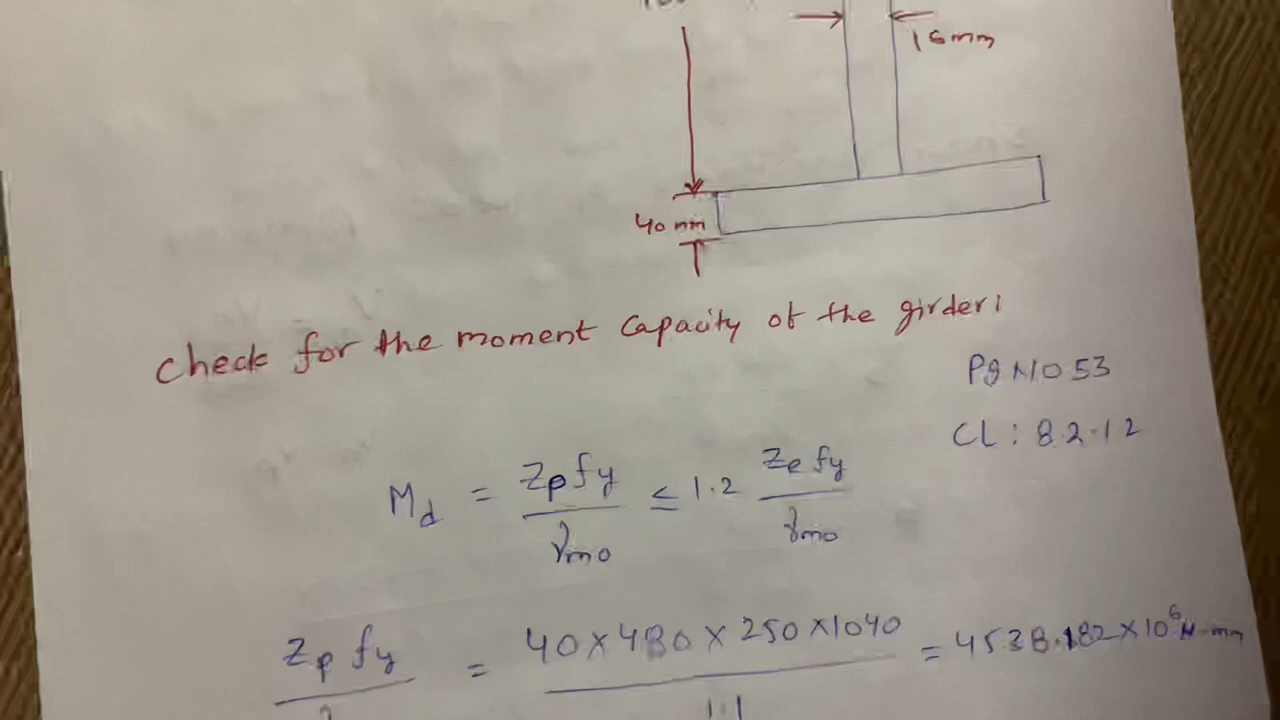 16mm
40 mm
Check for the moment Capacity of the girder:
Pg No 53
Cl : 8.2.1.2
Md = Zp fy / γmo ≤ 1.2 Ze fy / γmo
Zp fy = 40 × 480 × 250 × 1040 / 1.1 = 4538.182 × 10⁶ N-mm